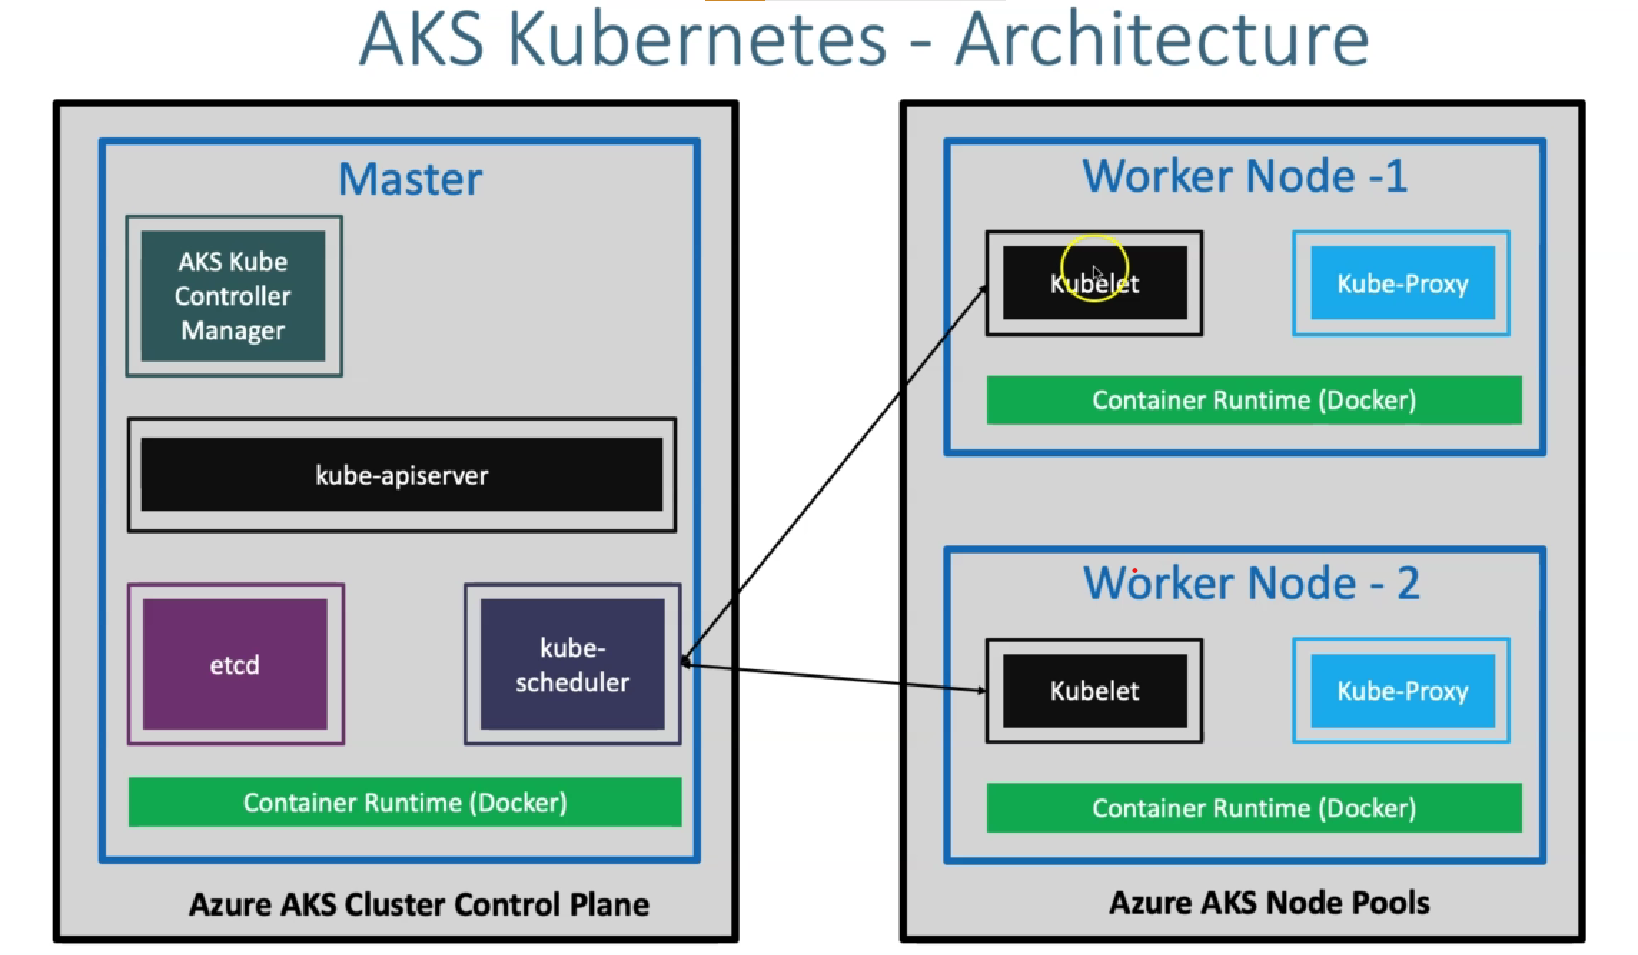 AKS Kubernetes - Architecture
Master
AKS Kube
Controller
Manager
kube-apiserver
etcd
kube-
scheduler
Container Runtime (Docker)
Azure AKS Cluster Control Plane
Worker Node -1
Kubelet
Kube-Proxy
Container Runtime (Docker)
Worker Node - 2
Kubelet
Kube-Proxy
Container Runtime (Docker)
Azure AKS Node Pools